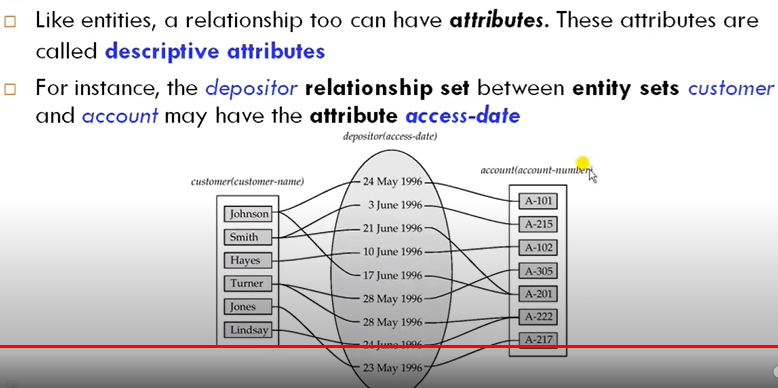 Like entities, a relationship too can have attributes. These attributes are
called descriptive attributes
For instance, the depositor relationship set between entity sets customer
and account may have the attribute access-date
depositor(access-date)
customer(customer-name)
account(account-number)
24 May 1996
3 June 1996
21 June 1996
10 June 1996
17 June 1996
28 May 1996
28 May 1996
24 June 1996
23 May 1996
Johnson
Smith
Hayes
Turner
Jones
Lindsay
A-101
A-215
A-102
A-305
A-201
A-222
A-217